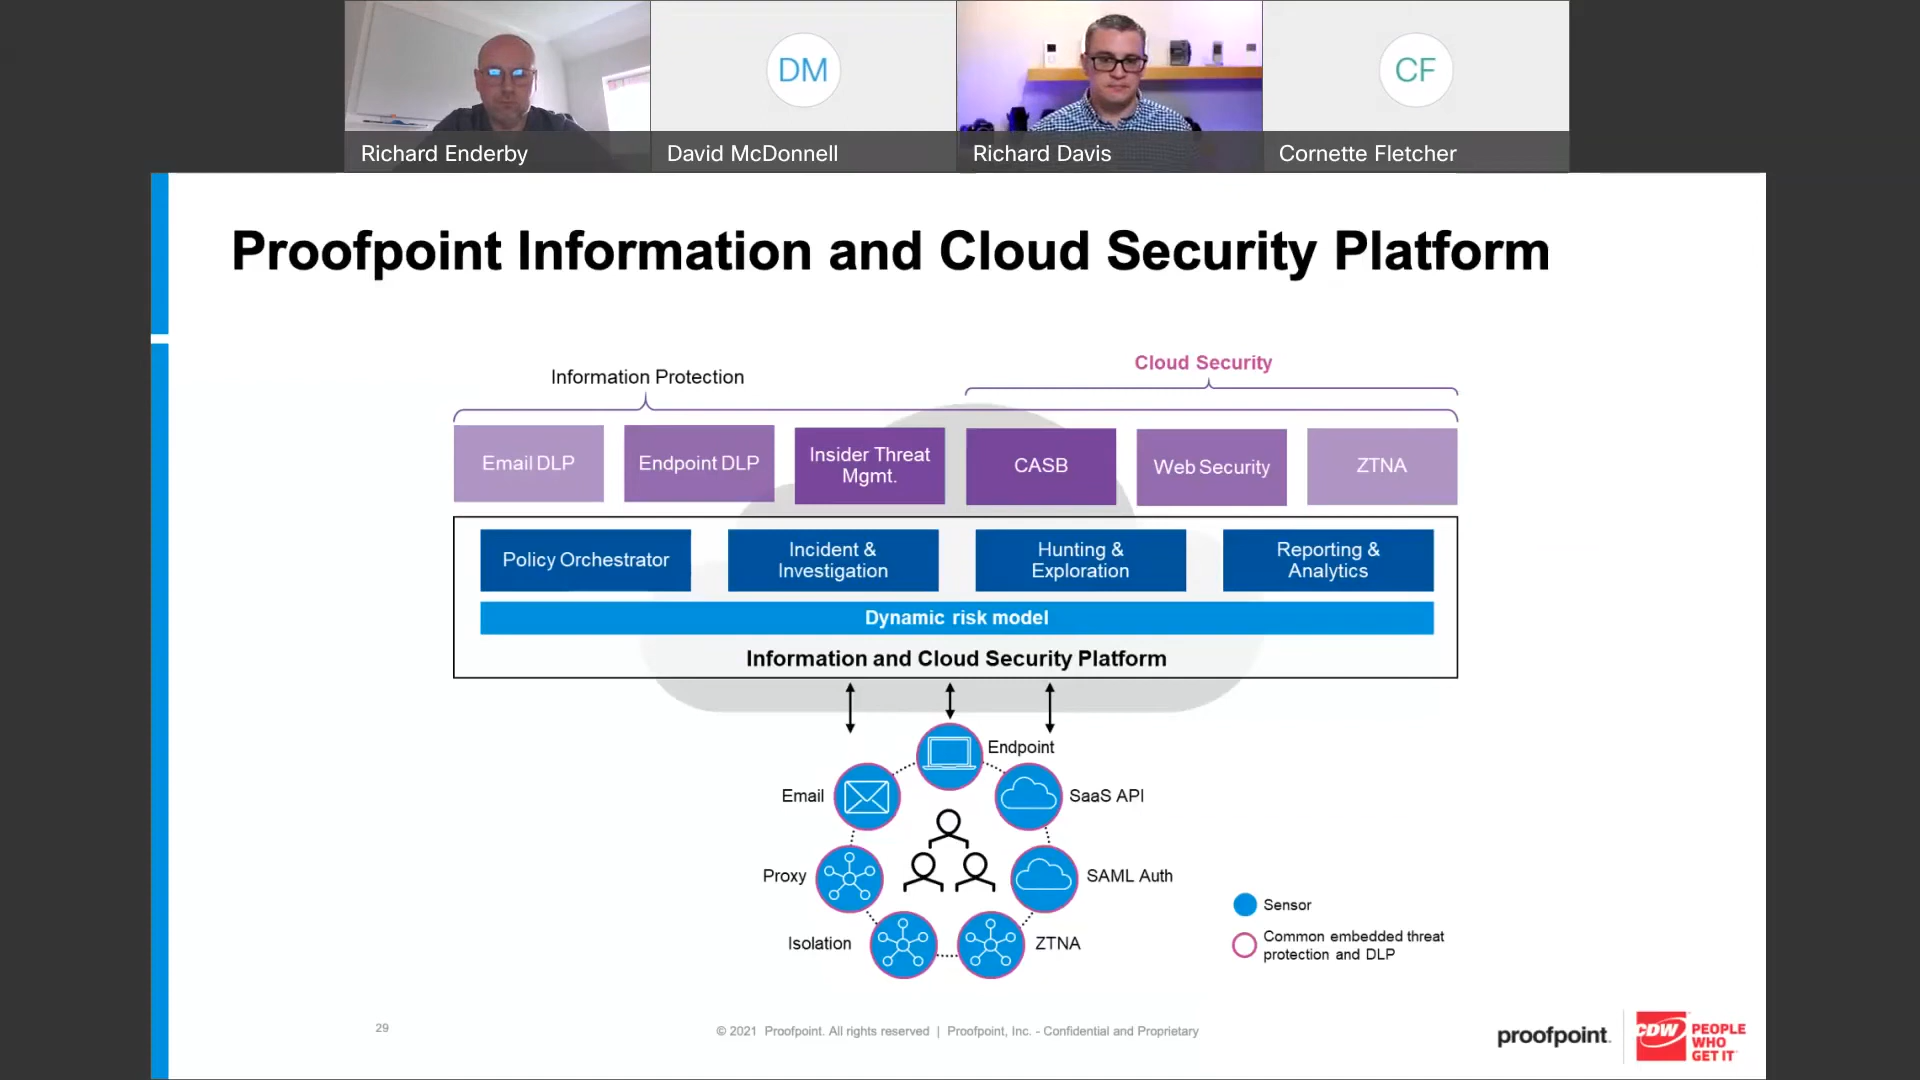 DM
CF
Richard Enderby
David McDonnell
Richard Davis
Cornette Fletcher
Proofpoint Information and Cloud Security Platform
Cloud Security
Information Protection
Email DLP
Endpoint DLP
Insider Threat
Mgmt.
CASB
Web Security
ZTNA
Policy Orchestrator
Incident &
Investigation
Hunting &
Exploration
Reporting &
Analytics
Dynamic risk model
Information and Cloud Security Platform
Endpoint
Email
SaaS API
Proxy
SAML Auth
Isolation
ZTNA
Sensor
Common embedded threat
protection and DLP
29
© 2021 Proofpoint. All rights reserved | Proofpoint, Inc. - Confidential and Proprietary
proofpoint.
CDW
PEOPLE
WHO
GET IT